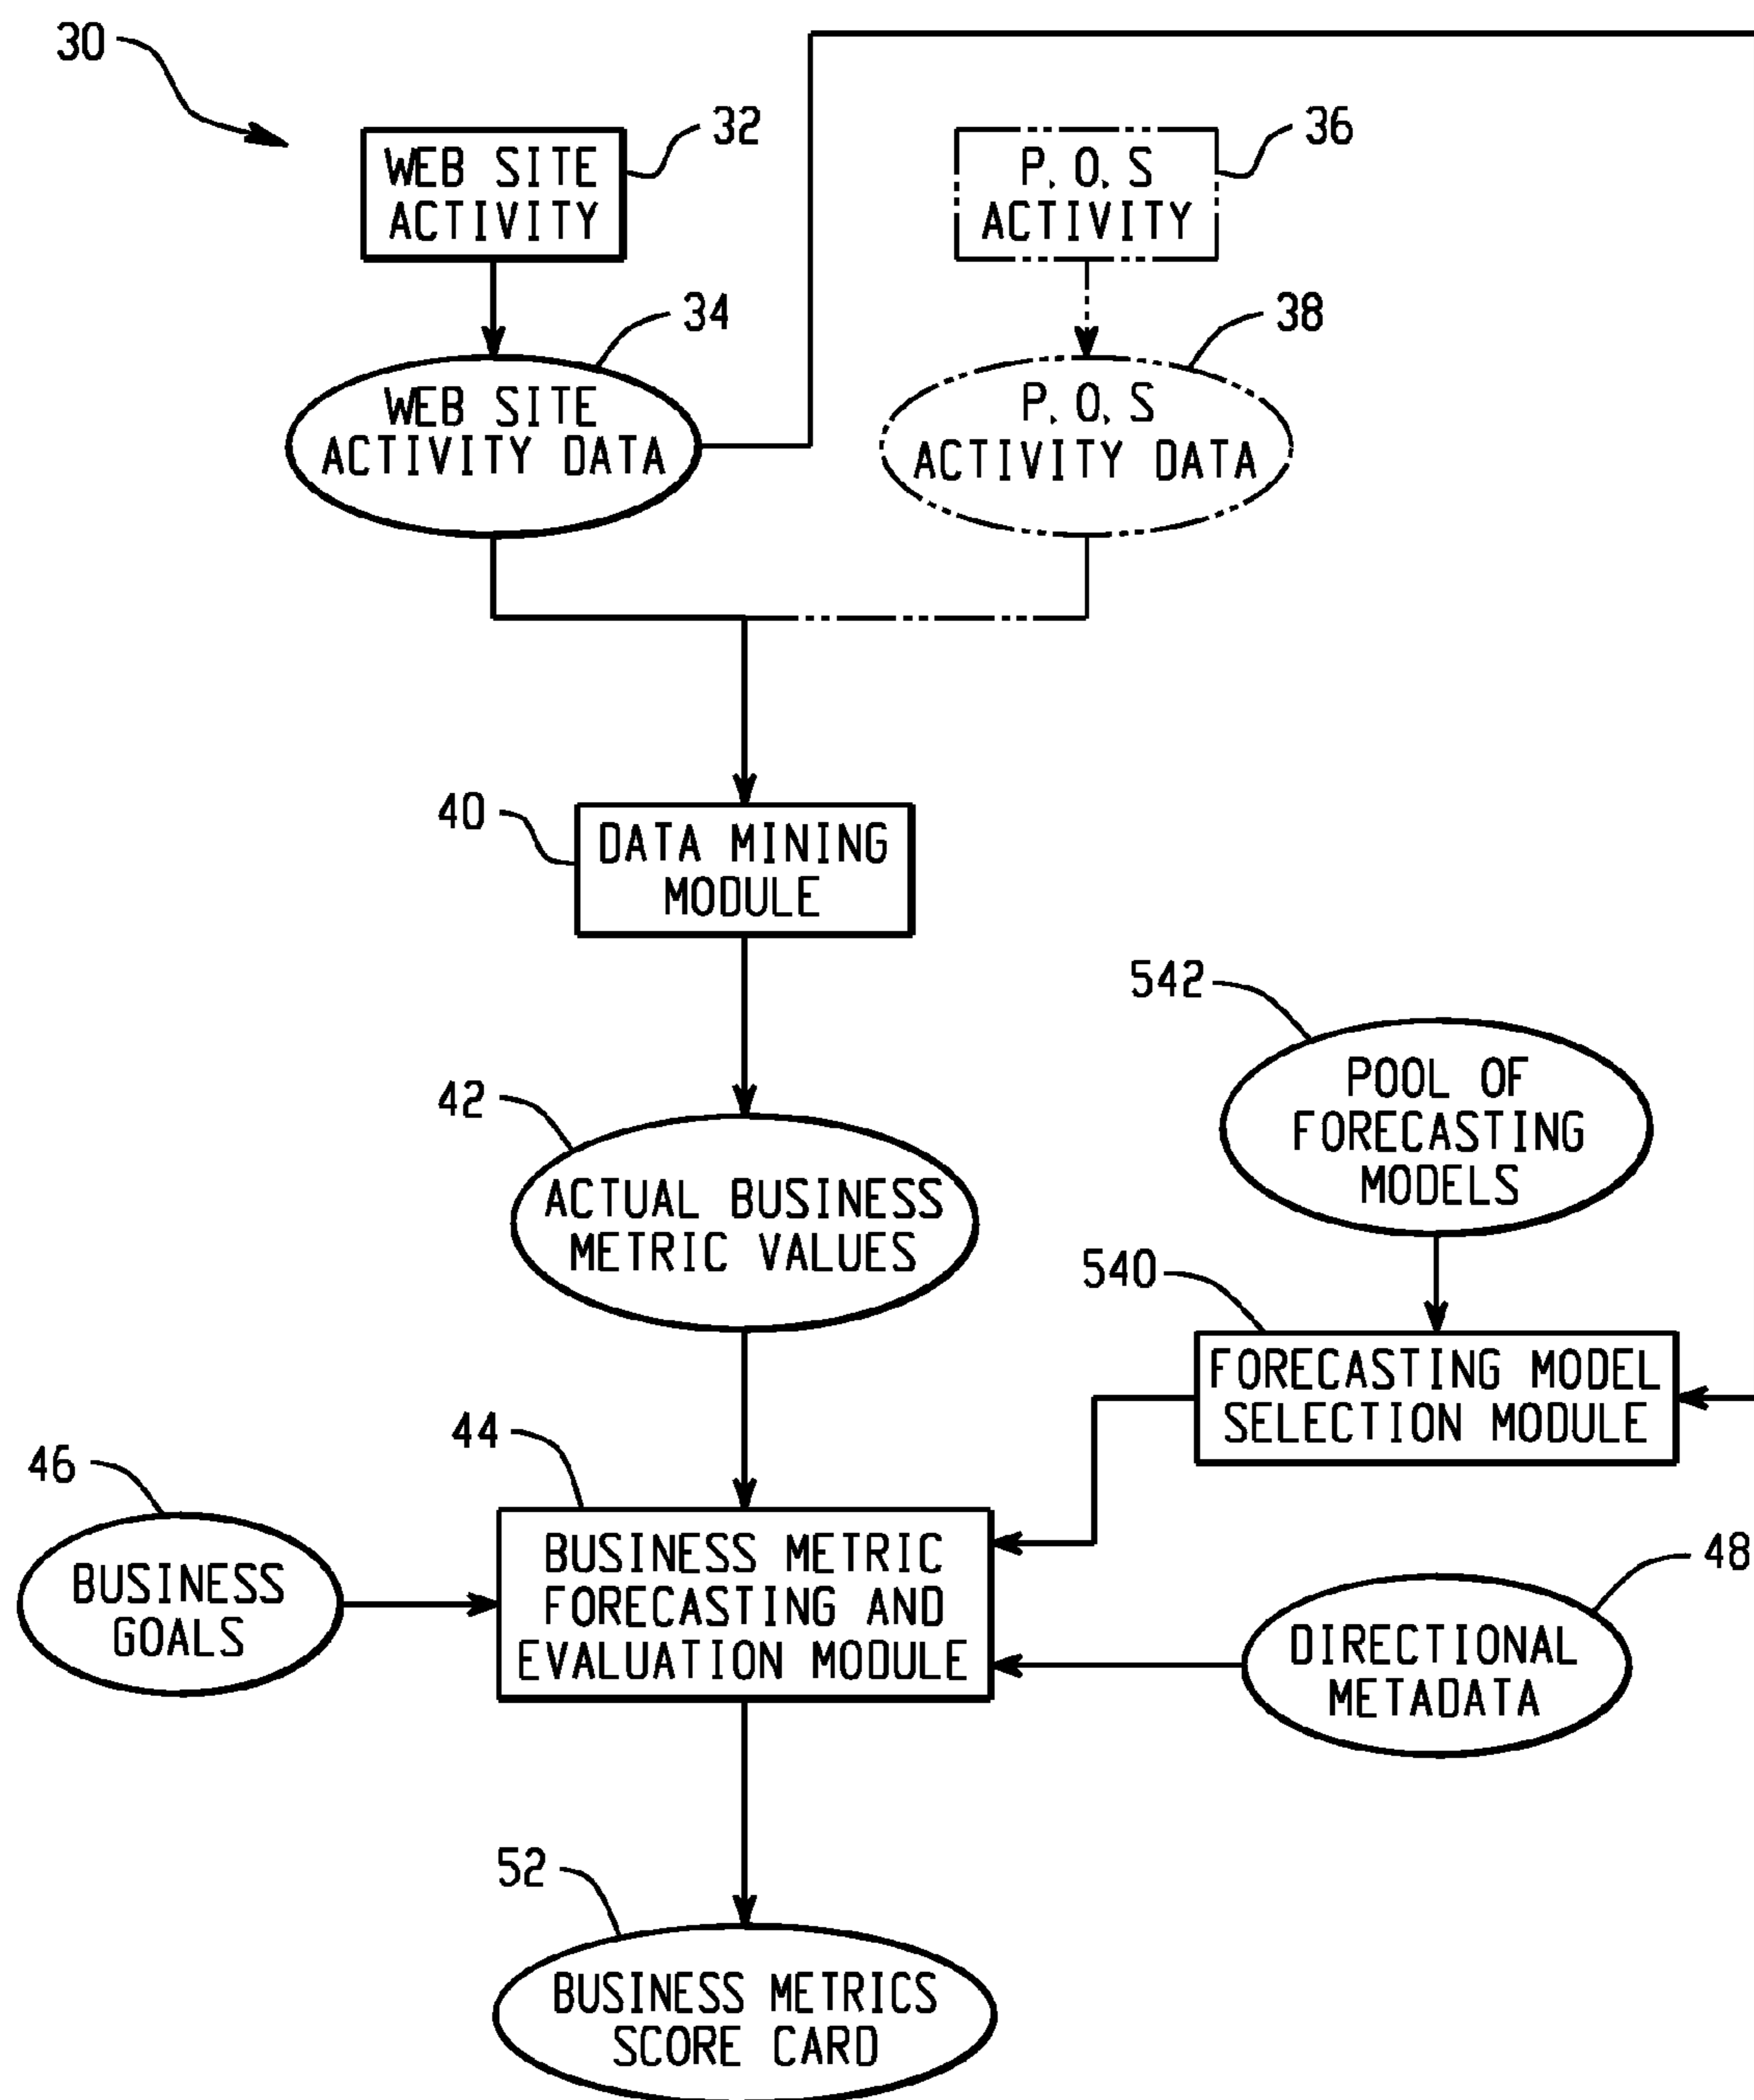 30
32
WEB SITE
ACTIVITY
36
P.O.S
ACTIVITY
34
WEB SITE
ACTIVITY DATA
38
P.O.S
ACTIVITY DATA
40
DATA MINING
MODULE
542
POOL OF
FORECASTING
MODELS
42
ACTUAL BUSINESS
METRIC VALUES
540
FORECASTING MODEL
SELECTION MODULE
44
46
BUSINESS
GOALS
BUSINESS METRIC
FORECASTING AND
EVALUATION MODULE
48
DIRECTIONAL
METADATA
52
BUSINESS METRICS
SCORE CARD